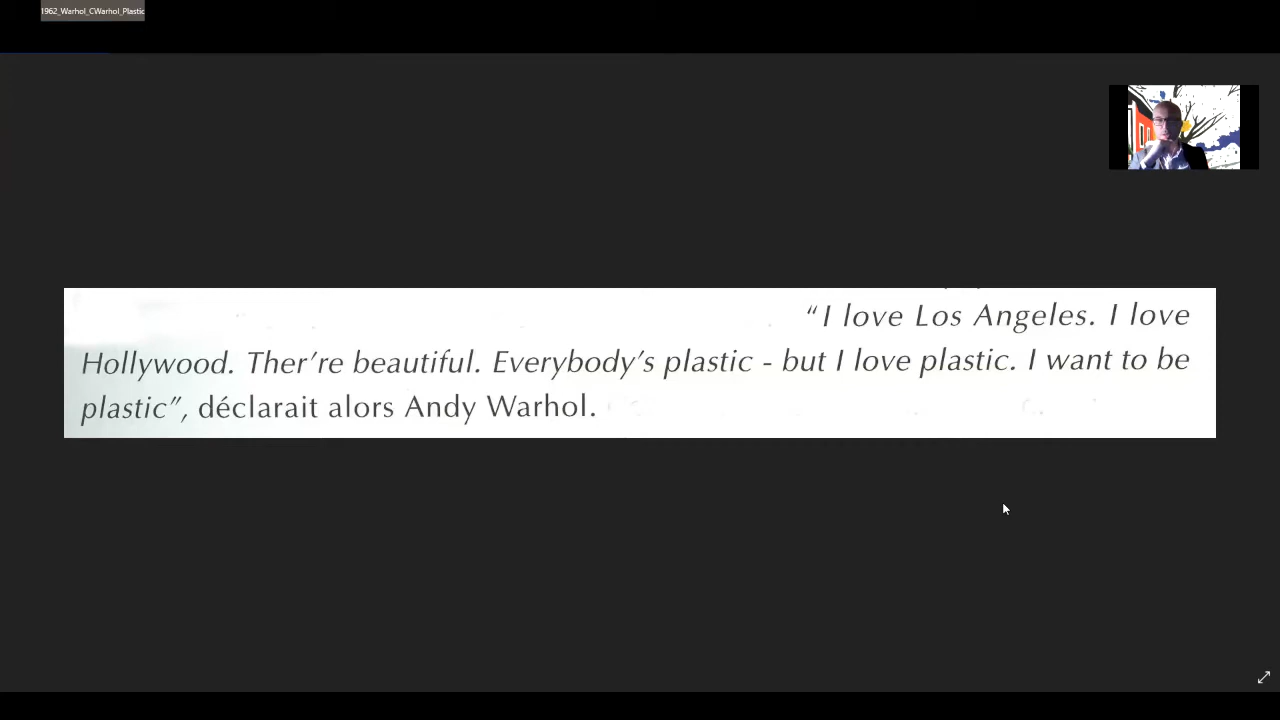 1962_Warhol_CWarhol_Plastic
“I love Los Angeles. I love
Hollywood. Ther’re beautiful. Everybody’s plastic - but I love plastic. I want to be
plastic”, déclarait alors Andy Warhol.